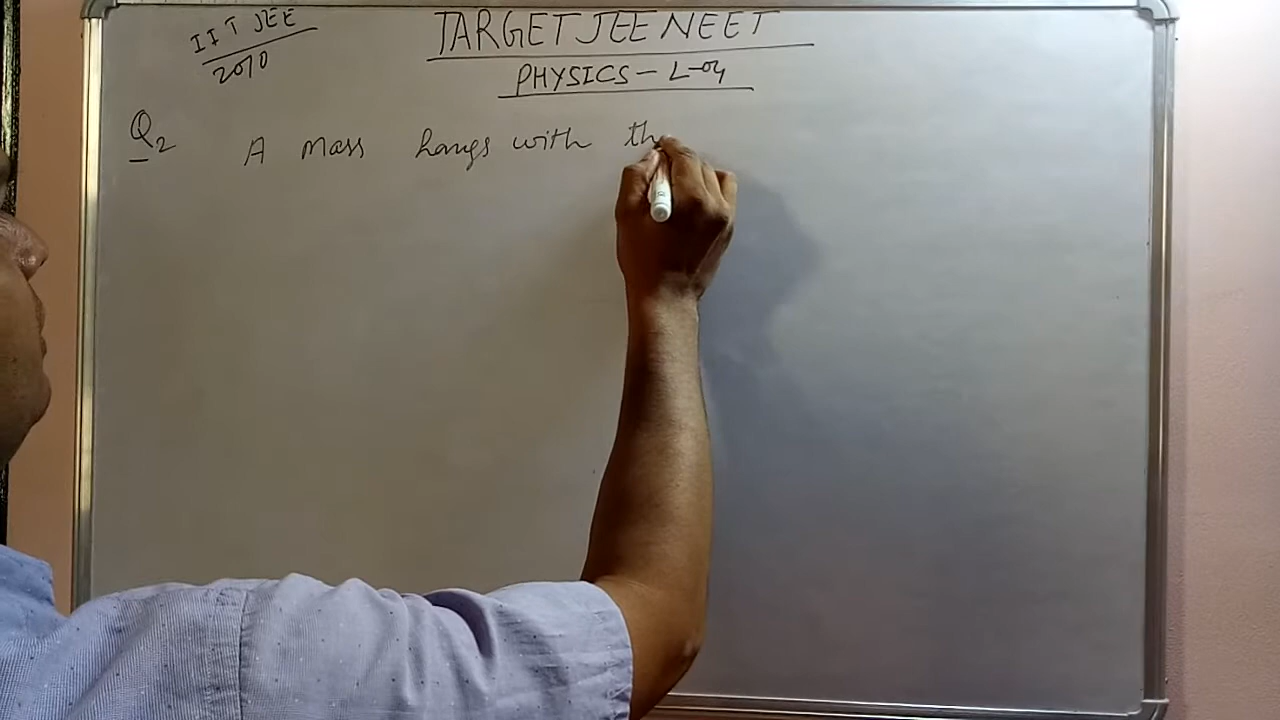 IIT JEE
2010
TARGET JEE NEET
PHYSICS - L-04
Q2 A mass hangs with th